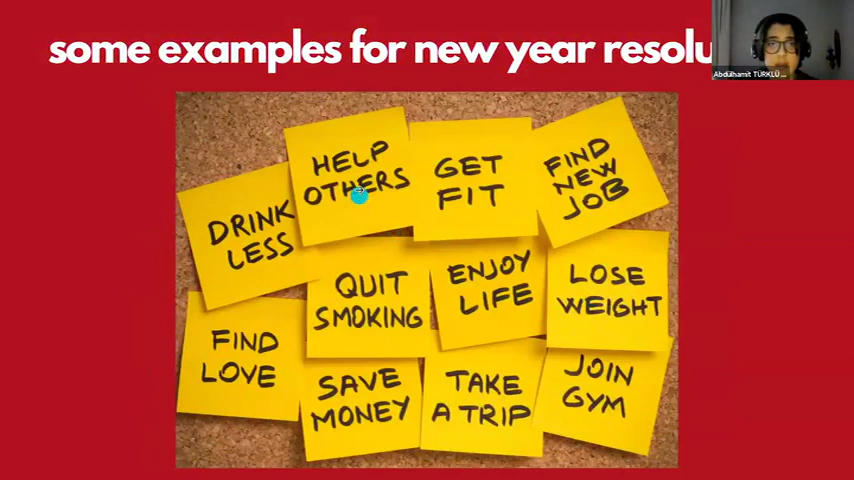 some examples for new year resolu
Abdülhamit TÜRKLÜ ...
DRINK
LESS
HELP
OTHERS
GET
FIT
FIND
NEW
JOB
QUIT
SMOKING
ENJOY
LIFE
LOSE
WEIGHT
FIND
LOVE
SAVE
MONEY
TAKE
A TRIP
JOIN
GYM